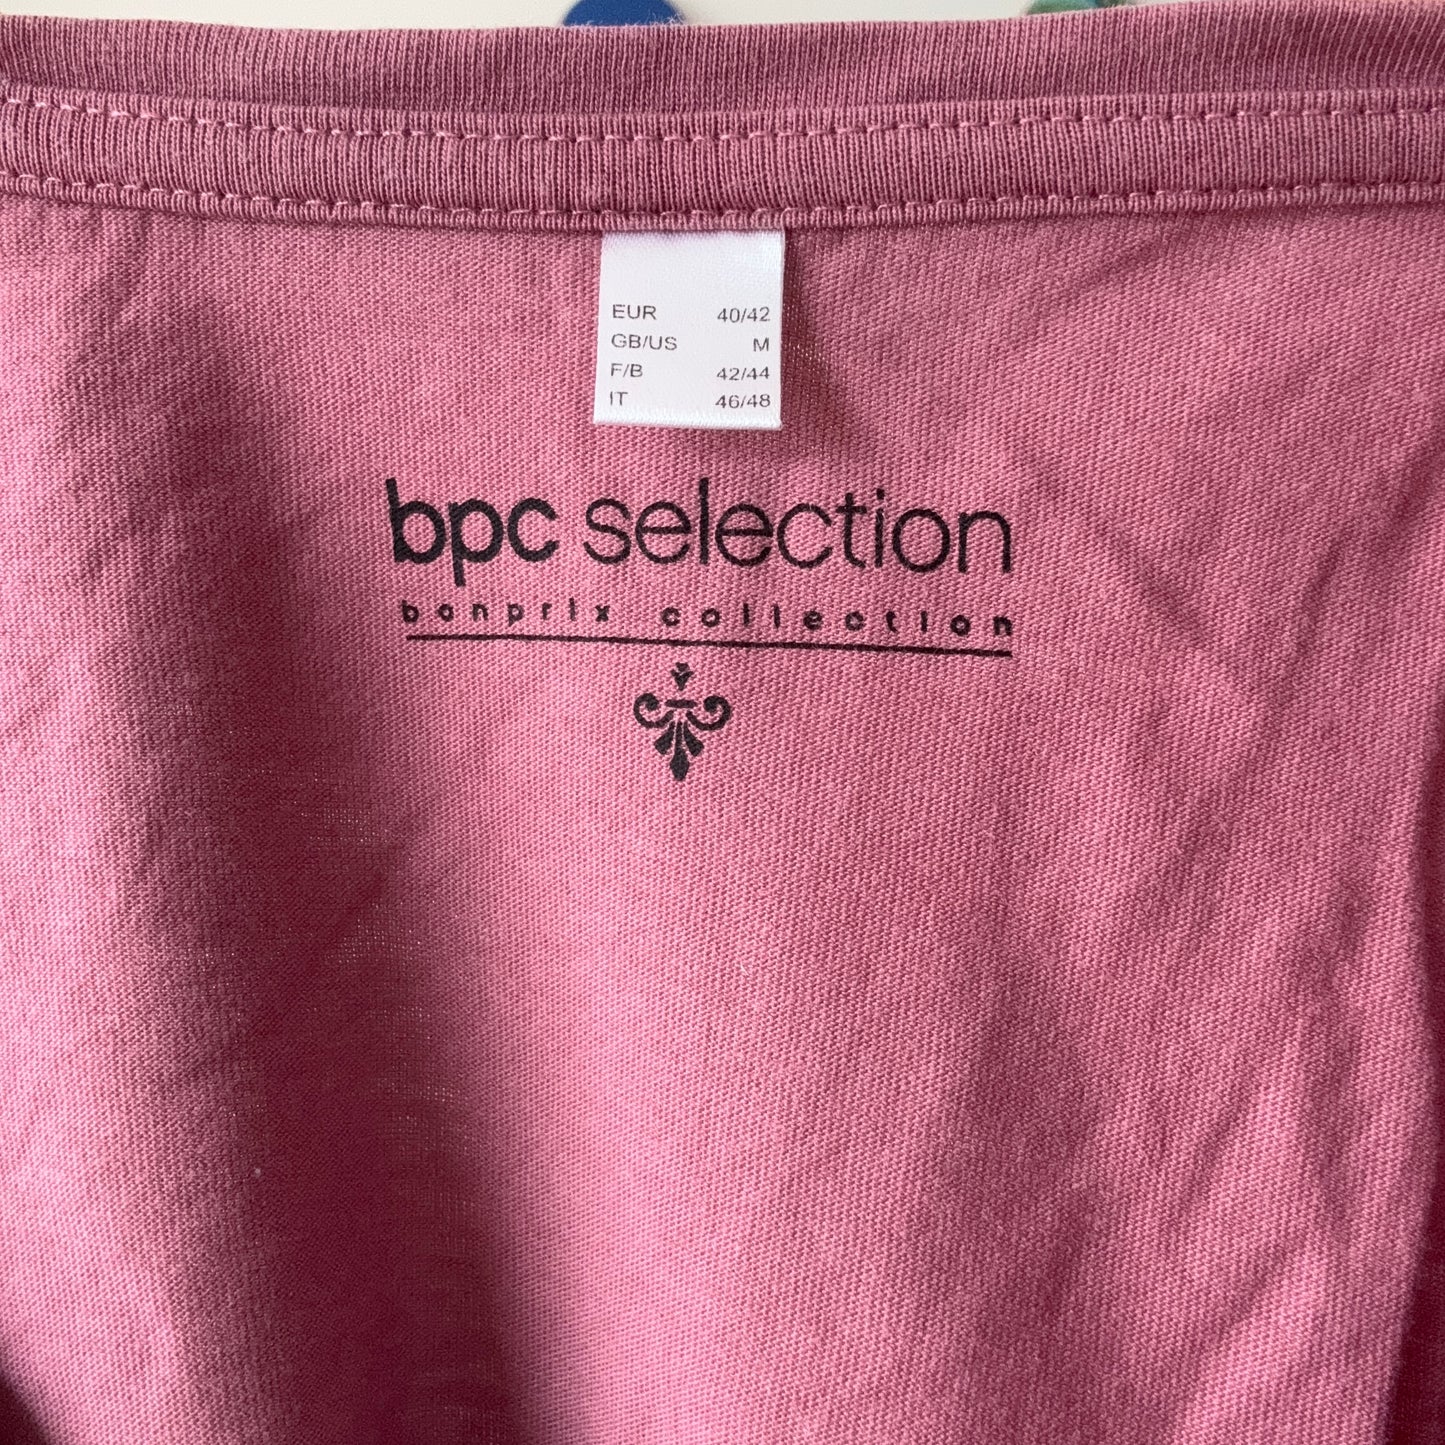 EUR 40/42
GB/US M
F/B 42/44
IT 46/48
bpc selection
bonprix collection